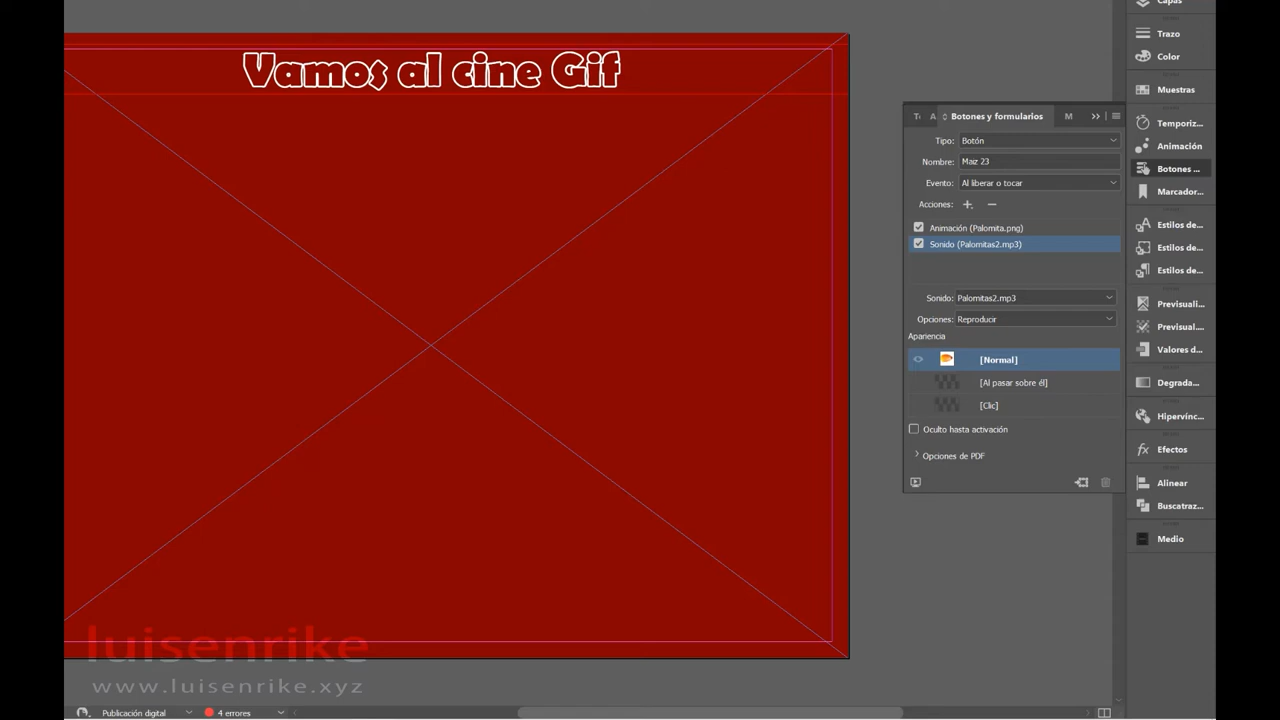 Vamos al cine Gif
Capas
Trazo
Color
Muestras
Temporiz...
Animación
Botones ...
Marcador...
Estilos de...
Estilos de...
Estilos de...
Previsuali...
Previsual....
Valores d...
Degrada...
Hipervínc...
Efectos
Alinear
Buscatraz...
Medio
Botones y formularios
M
Tipo: Botón
Nombre: Maiz 23
Evento: Al liberar o tocar
Acciones:
Animación (Palomita.png)
Sonido (Palomitas2.mp3)
Sonido: Palomitas2.mp3
Opciones: Reproducir
Apariencia
[Normal]
[Al pasar sobre él]
[Clic]
Oculto hasta activación
Opciones de PDF
luisenrike
www.luisenrike.xyz
Publicación digital
4 errores